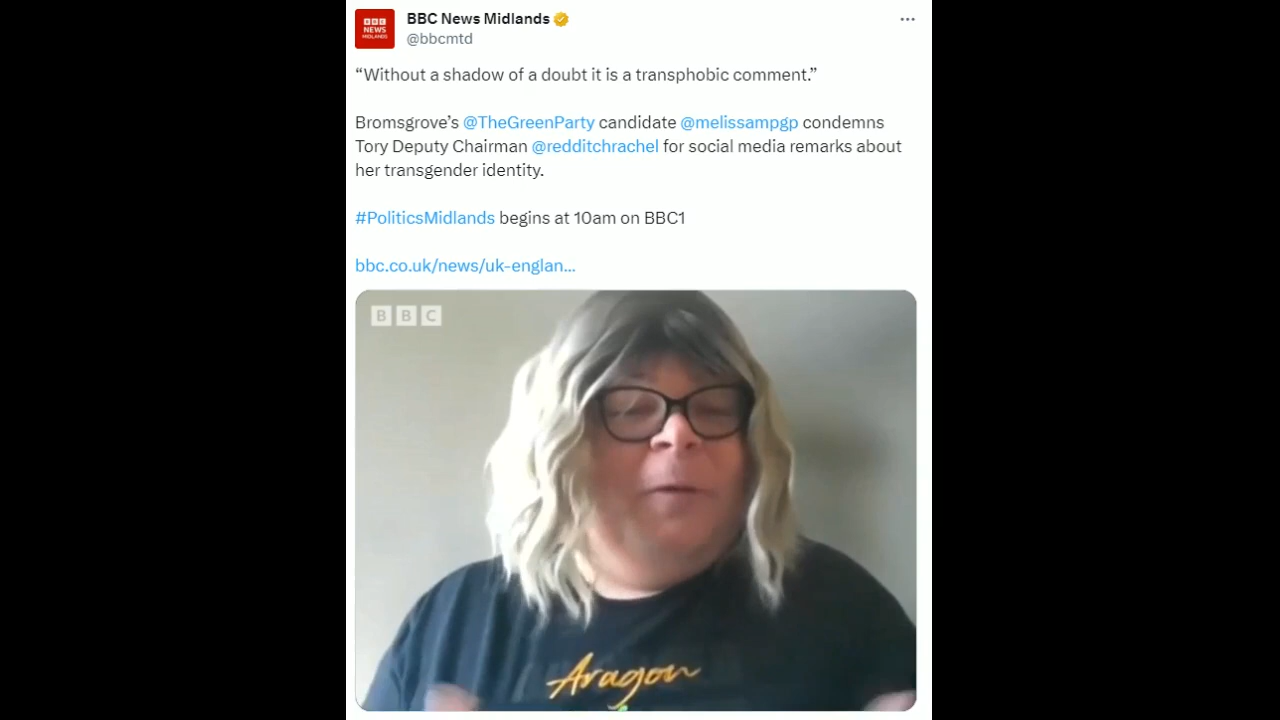 BBC News Midlands
BBC
NEWS
MIDLANDS
@bbcmtd
“Without a shadow of a doubt it is a transphobic comment.”
Bromsgrove’s @TheGreenParty candidate @melissampgp condemns
Tory Deputy Chairman @redditchrachel for social media remarks about
her transgender identity.
#PoliticsMidlands begins at 10am on BBC1
bbc.co.uk/news/uk-englan...
BBC
Aragon